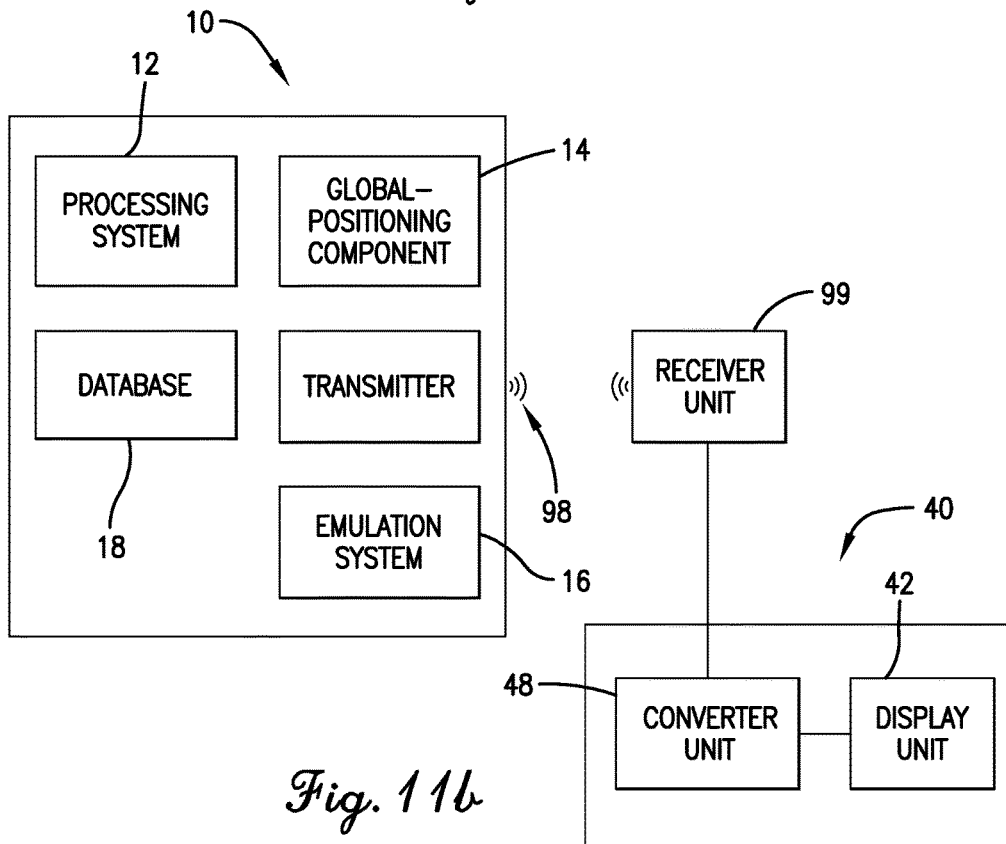 10
12
14
PROCESSING
SYSTEM
GLOBAL-
POSITIONING
COMPONENT
99
DATABASE
TRANSMITTER
RECEIVER
UNIT
18
98
EMULATION
SYSTEM
16
40
42
48
CONVERTER
UNIT
DISPLAY
UNIT
Fig. 11b